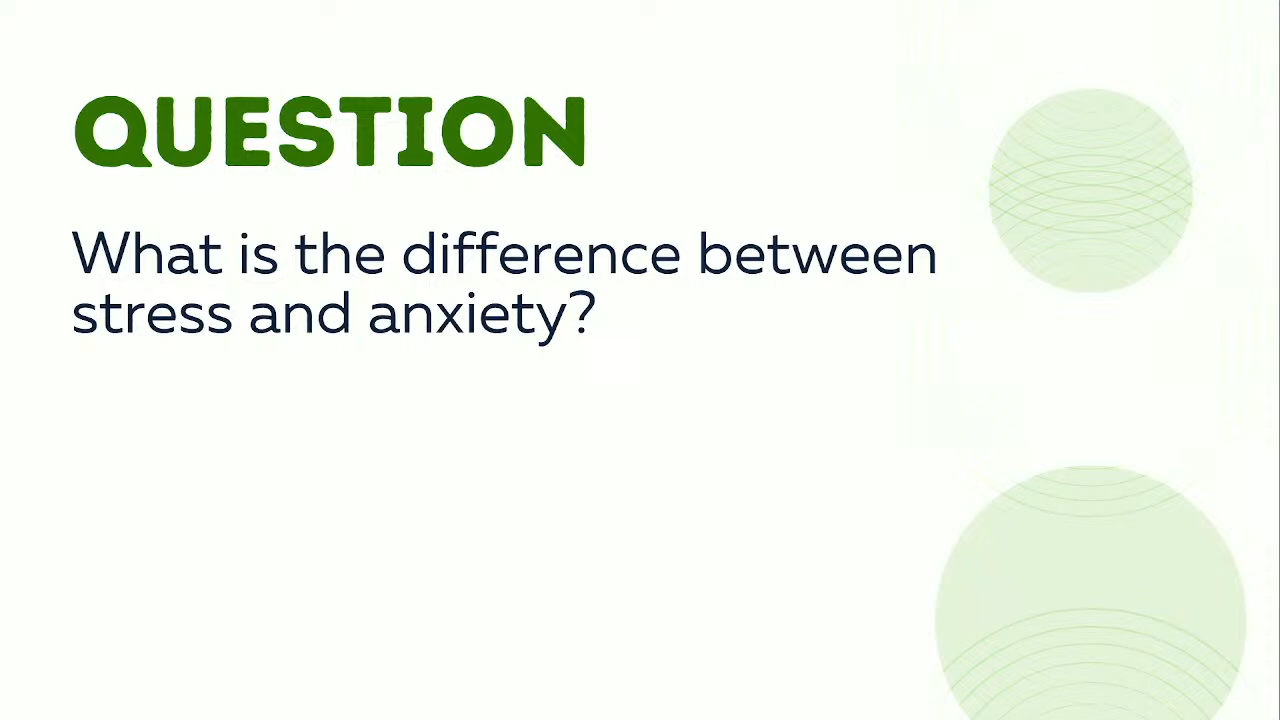 QUESTION
What is the difference between
stress and anxiety?